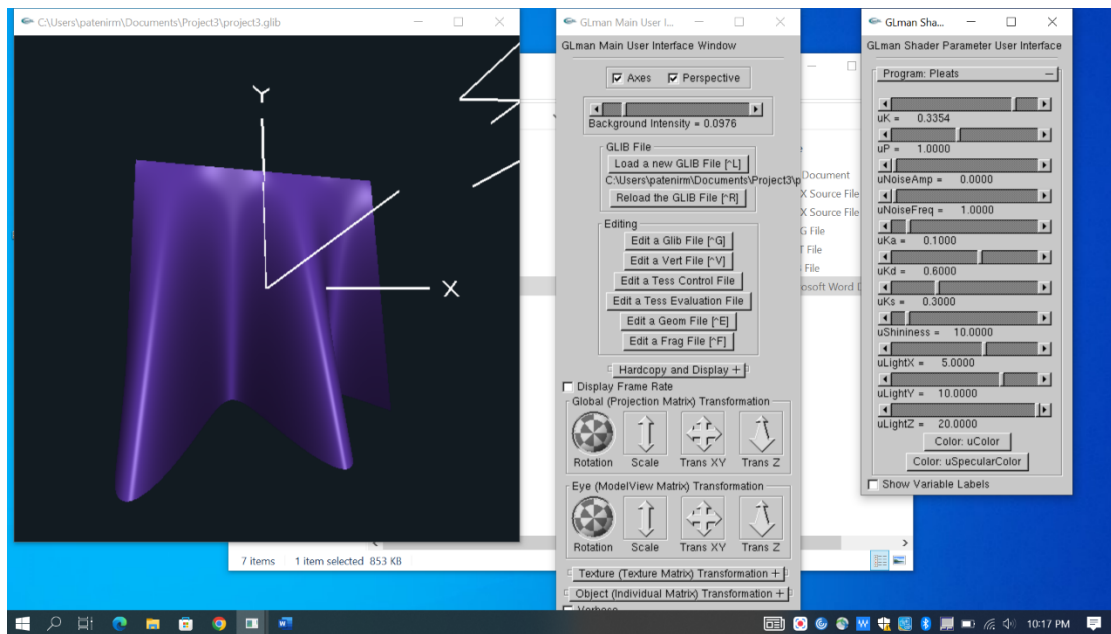 C:\Users\patenirm\Documents\Project3\project3.glib
Y
X
GLman Main User I...
GLman Main User Interface Window
Axes
Perspective
Background Intensity = 0.0976
GLIB File
Load a new GLIB File [^L]
C:\Users\patenirm\Documents\Project3\p
Reload the GLIB File [^R]
Editing
Edit a Glib File [^G]
Edit a Vert File [^V]
Edit a Tess Control File
Edit a Tess Evaluation File
Edit a Geom File [^E]
Edit a Frag File [^F]
Hardcopy and Display +
Display Frame Rate
Global (Projection Matrix) Transformation
Rotation Scale Trans XY Trans Z
Eye (ModelView Matrix) Transformation
Rotation Scale Trans XY Trans Z
Texture (Texture Matrix) Transformation +
Object (Individual Matrix) Transformation +
Verbose
Document
X Source File
X Source File
G File
T File
File
osoft Word D
7 items 1 item selected 853 KB
GLman Sha...
GLman Shader Parameter User Interface
Program: Pleats
uK = 0.3354
uP = 1.0000
uNoiseAmp = 0.0000
uNoiseFreq = 1.0000
uKa = 0.1000
uKd = 0.6000
uKs = 0.3000
uShininess = 10.0000
uLightX = 5.0000
uLightY = 10.0000
uLightZ = 20.0000
Color: uColor
Color: uSpecularColor
Show Variable Labels
10:17 PM